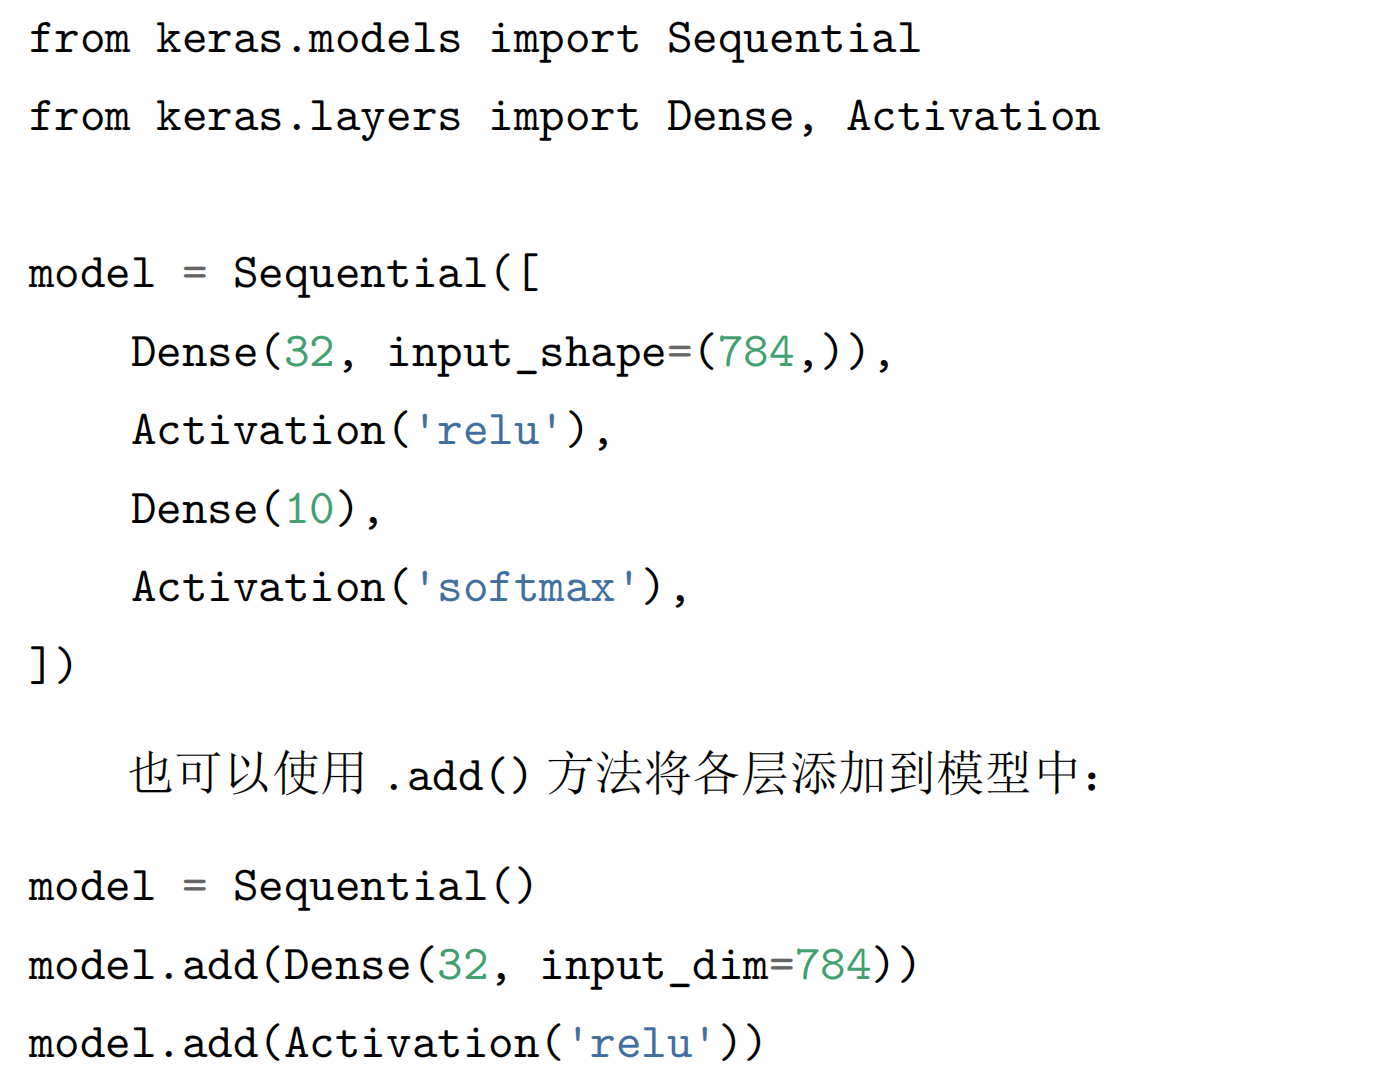 from keras.models import Sequential
from keras.layers import Dense, Activation
model = Sequential([
    Dense(32, input_shape=(784,)),
    Activation('relu'),
    Dense(10),
    Activation('softmax'),
])
也可以使用 .add() 方法将各层添加到模型中：
model = Sequential()
model.add(Dense(32, input_dim=784))
model.add(Activation('relu'))